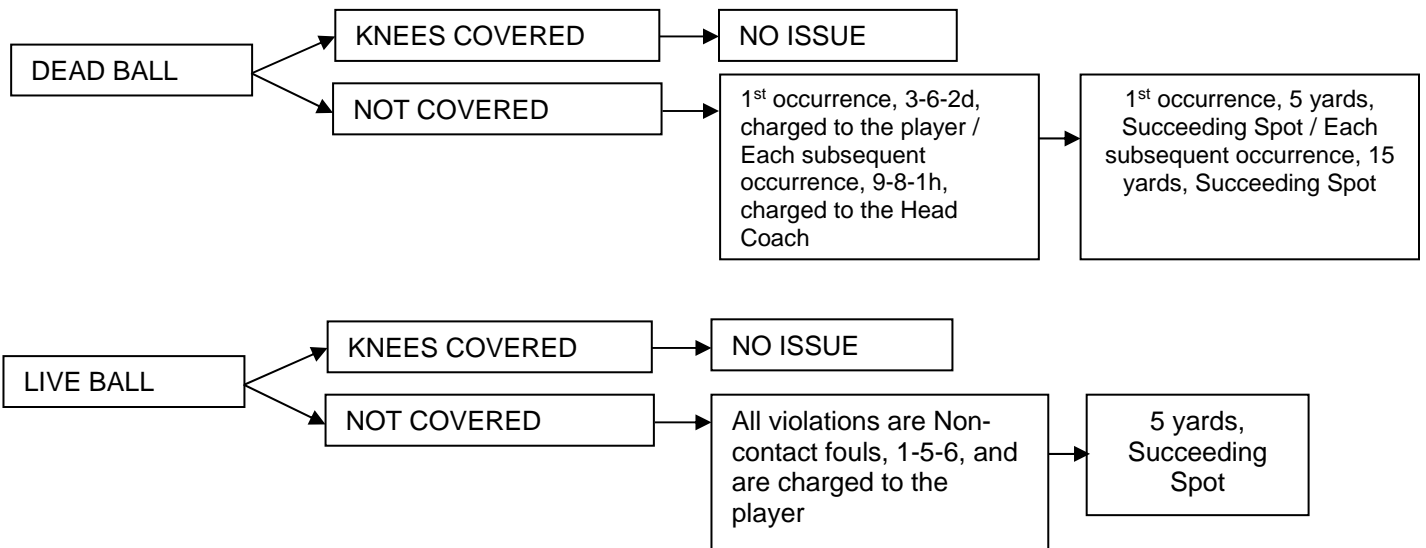 DEAD BALL
KNEES COVERED
NO ISSUE
NOT COVERED
1st occurrence, 3-6-2d,
charged to the player /
Each subsequent
occurrence, 9-8-1h,
charged to the Head
Coach
1st occurrence, 5 yards,
Succeeding Spot / Each
subsequent occurrence, 15
yards, Succeeding Spot
LIVE BALL
KNEES COVERED
NO ISSUE
NOT COVERED
All violations are Non-
contact fouls, 1-5-6, and
are charged to the
player
5 yards,
Succeeding
Spot